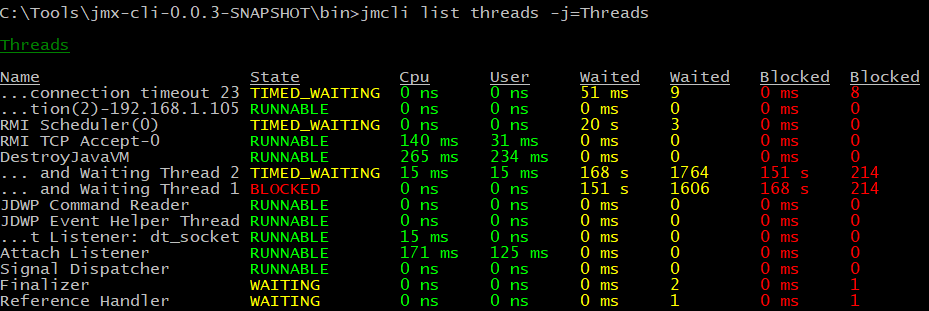 C:\Tools\jmx-cli-0.0.3-SNAPSHOT\bin>jmcli list threads -j=Threads
Threads
Name State Cpu User Waited Waited Blocked Blocked
...connection timeout 23 TIMED_WAITING 0 ns 0 ns 51 ms 9 0 ms 8
...tion(2)-192.168.1.105 RUNNABLE 0 ns 0 ns 0 ms 0 0 ms 0
RMI Scheduler(0) TIMED_WAITING 0 ns 0 ns 20 s 3 0 ms 0
RMI TCP Accept-0 RUNNABLE 140 ms 31 ms 0 ms 0 0 ms 0
DestroyJavaVM RUNNABLE 265 ms 234 ms 0 ms 0 0 ms 0
... and Waiting Thread 2 TIMED_WAITING 15 ms 15 ms 168 s 1764 151 s 214
... and Waiting Thread 1 BLOCKED 0 ns 0 ns 151 s 1606 168 s 214
JDWP Command Reader RUNNABLE 0 ns 0 ns 0 ms 0 0 ms 0
JDWP Event Helper Thread RUNNABLE 0 ns 0 ns 0 ms 0 0 ms 0
...t Listener: dt_socket RUNNABLE 15 ms 0 ns 0 ms 0 0 ms 0
Attach Listener RUNNABLE 171 ms 125 ms 0 ms 0 0 ms 0
Signal Dispatcher RUNNABLE 0 ns 0 ns 0 ms 0 0 ms 0
Finalizer WAITING 0 ns 0 ns 0 ms 2 0 ms 1
Reference Handler WAITING 0 ns 0 ns 0 ms 1 0 ms 1